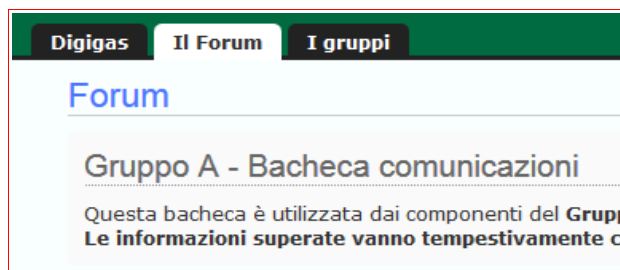 Digigas Il Forum I gruppi
Forum
Gruppo A - Bacheca comunicazioni
Questa bacheca è utilizzata dai componenti del
Le informazioni superate vanno tempestivamente